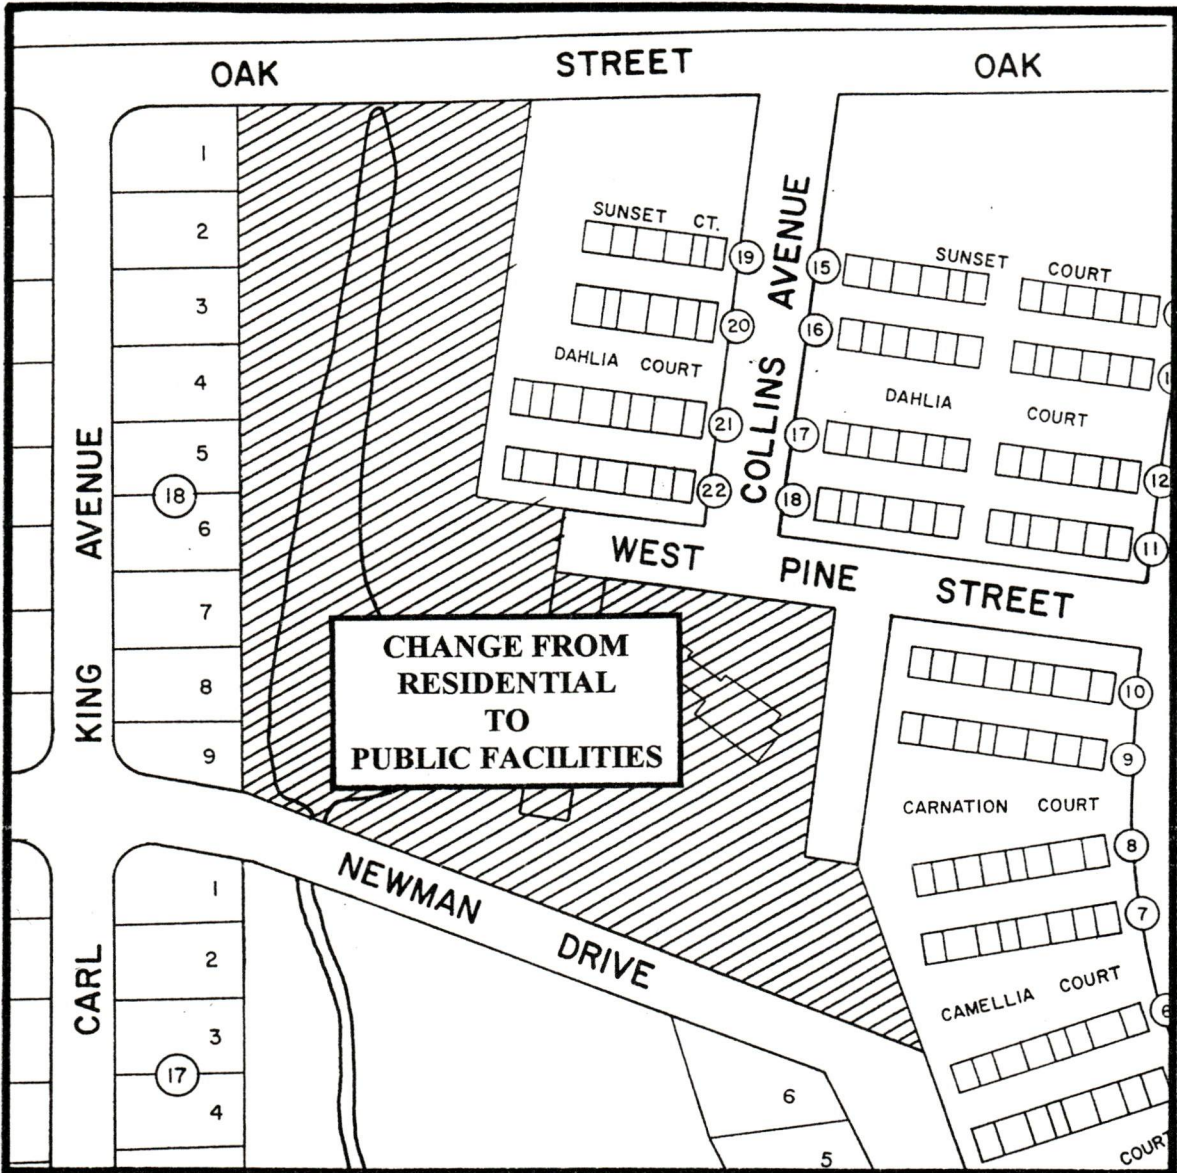 OAK STREET OAK
1
2
3
4
5
18
6
7
8
9
KING AVENUE
SUNSET CT.
19
20
DAHLIA COURT
21
22
COLLINS AVENUE
15
SUNSET COURT
16
DAHLIA COURT
17
12
18
11
WEST PINE STREET
CHANGE FROM
RESIDENTIAL
TO
PUBLIC FACILITIES
10
9
CARNATION COURT
8
7
CAMELLIA COURT
6
COURT
NEWMAN DRIVE
CARL
1
2
3
17
4
6
5